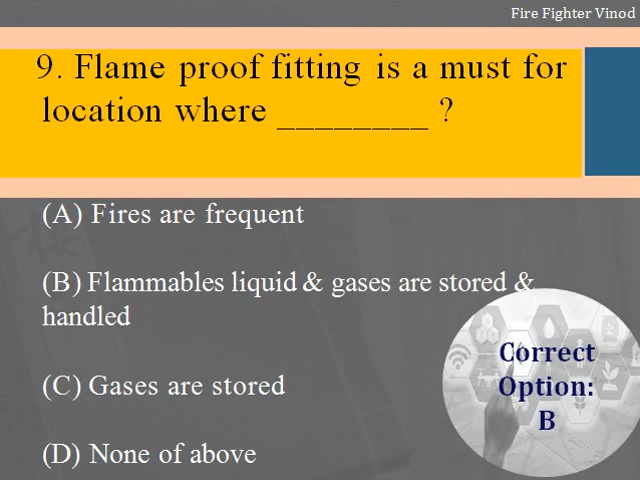 Fire Fighter Vinod
9. Flame proof fitting is a must for
location where ________ ?
(A) Fires are frequent
(B) Flammables liquid & gases are stored &
handled
(C) Gases are stored
(D) None of above
Correct
Option:
B